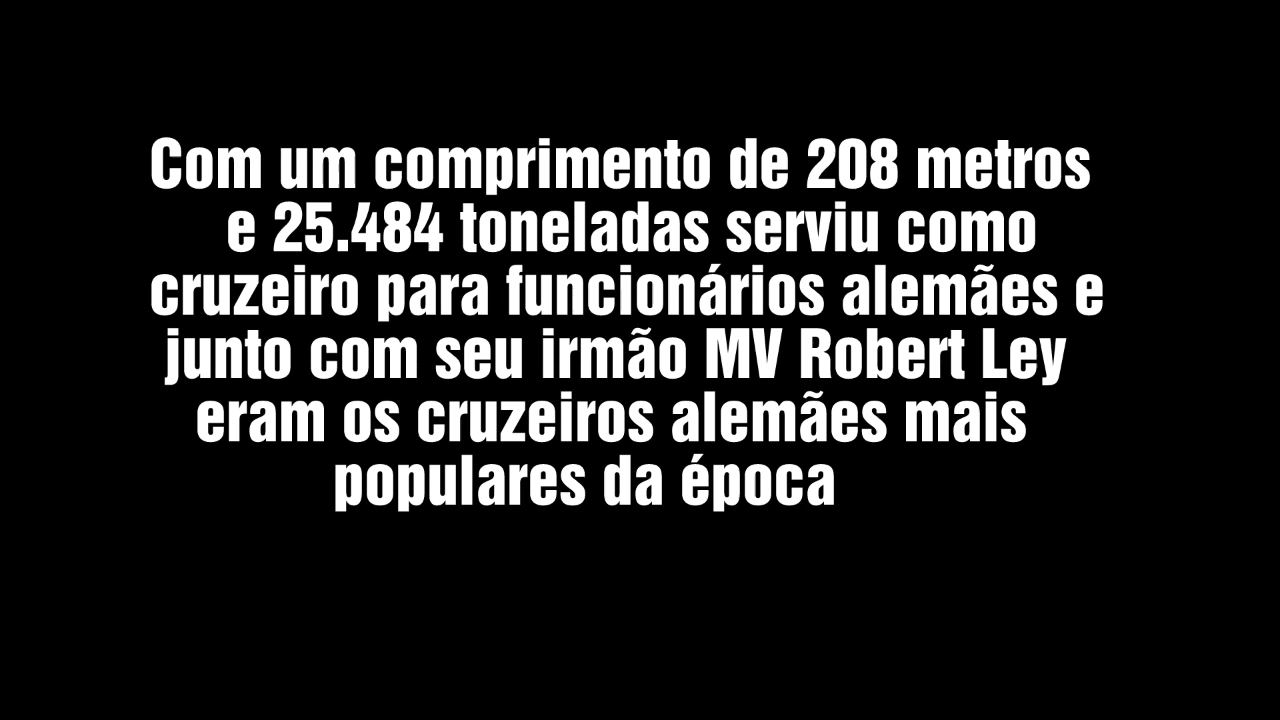 Com um comprimento de 208 metros
e 25.484 toneladas serviu como
cruzeiro para funcionários alemães e
junto com seu irmão MV Robert Ley
eram os cruzeiros alemães mais
populares da época